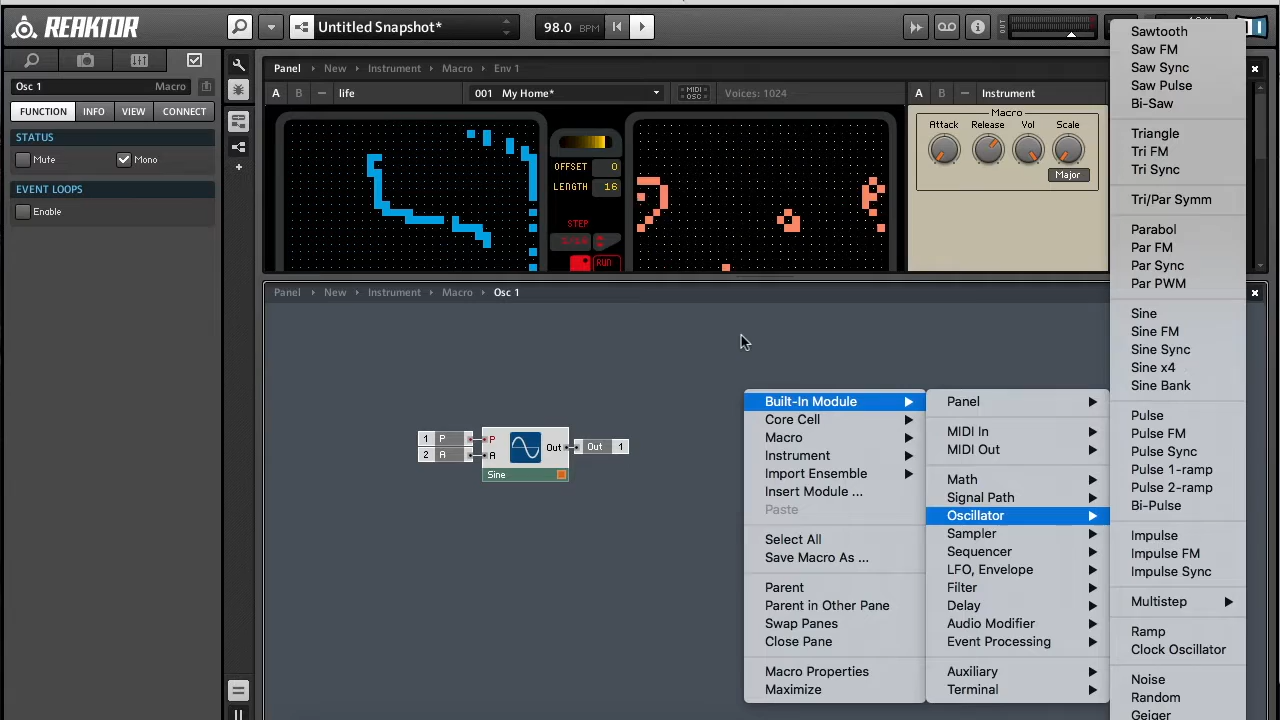 REAKTOR
Untitled Snapshot*
98.0 BPM
OUT
Osc 1 Macro
FUNCTION INFO VIEW CONNECT
STATUS
Mute Mono
EVENT LOOPS
Enable
Panel New Instrument Macro Env 1
A B life 001 My Home* MIDI OSC Voices: 1024
A B Instrument
OFFSET 0
LENGTH 16
STEP
1/16
RUN
Macro
Attack Release Vol Scale
Major
Panel New Instrument Macro Osc 1
1 P
2 A
P Out
A
Sine
Out 1
Built-In Module
Core Cell
Macro
Instrument
Import Ensemble
Insert Module ...
Paste
Select All
Save Macro As ...
Parent
Parent in Other Pane
Swap Panes
Close Pane
Macro Properties
Maximize
Panel
MIDI In
MIDI Out
Math
Signal Path
Oscillator
Sampler
Sequencer
LFO, Envelope
Filter
Delay
Audio Modifier
Event Processing
Auxiliary
Terminal
Sawtooth
Saw FM
Saw Sync
Saw Pulse
Bi-Saw
Triangle
Tri FM
Tri Sync
Tri/Par Symm
Parabol
Par FM
Par Sync
Par PWM
Sine
Sine FM
Sine Sync
Sine x4
Sine Bank
Pulse
Pulse FM
Pulse Sync
Pulse 1-ramp
Pulse 2-ramp
Bi-Pulse
Impulse
Impulse FM
Impulse Sync
Multistep
Ramp
Clock Oscillator
Noise
Random
Geiger